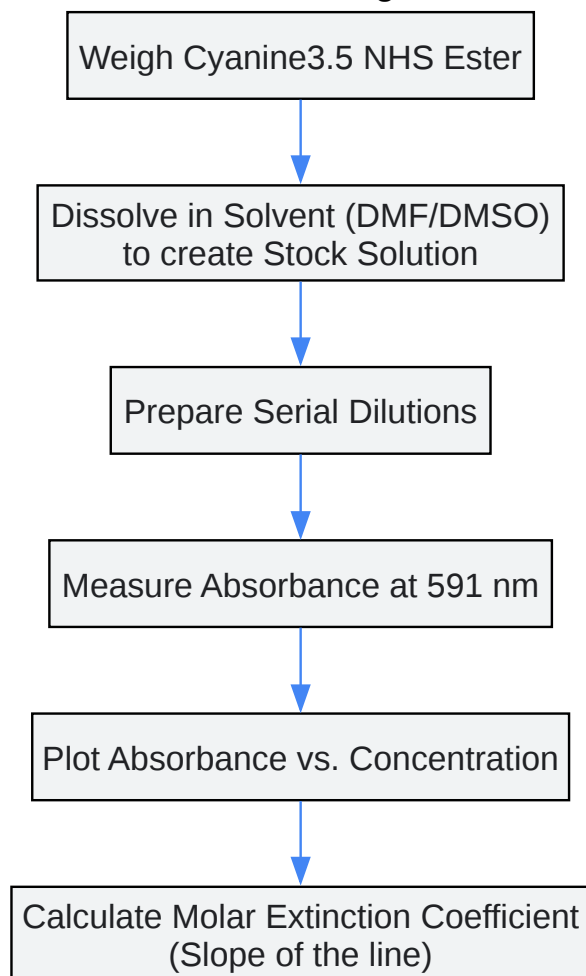 Weigh Cyanine3.5 NHS Ester
Dissolve in Solvent (DMF/DMSO)
to create Stock Solution
Prepare Serial Dilutions
Measure Absorbance at 591 nm
Plot Absorbance vs. Concentration
Calculate Molar Extinction Coefficient
(Slope of the line)